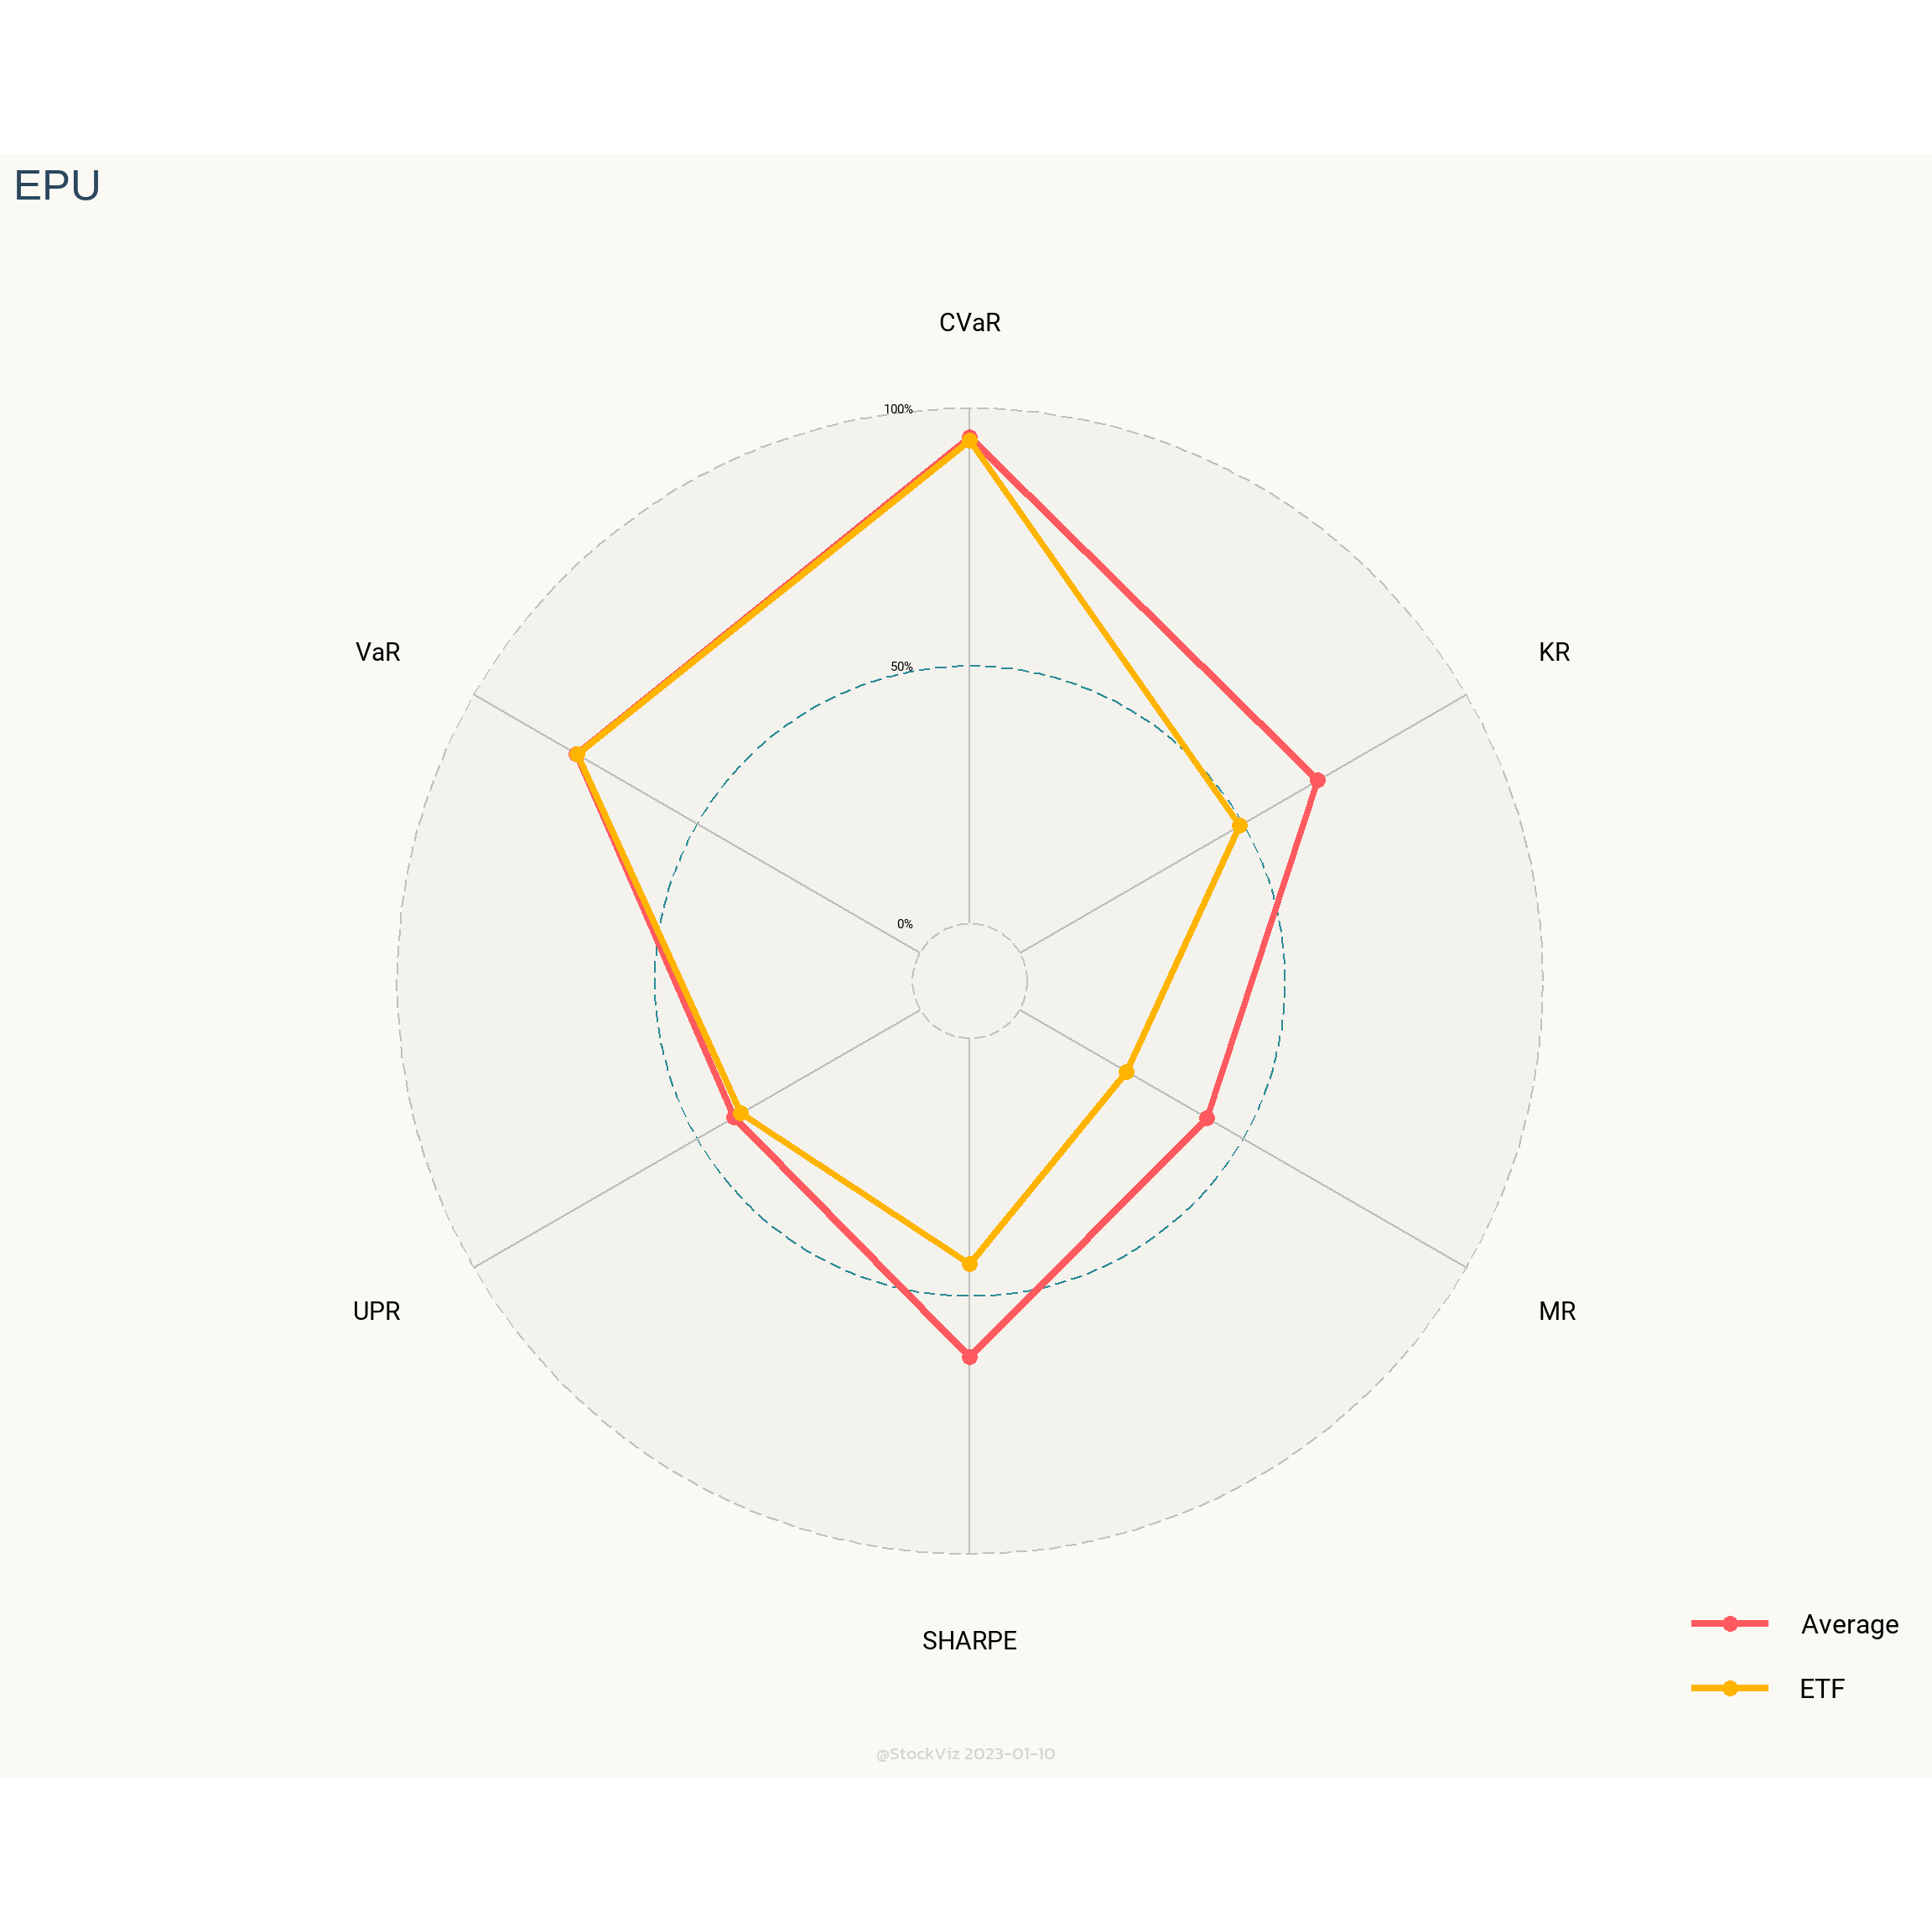 EPU
CVaR
100%
VaR
KR
50%
0%
UPR
MR
SHARPE
Average
ETF
@StockViz 2023-01-10